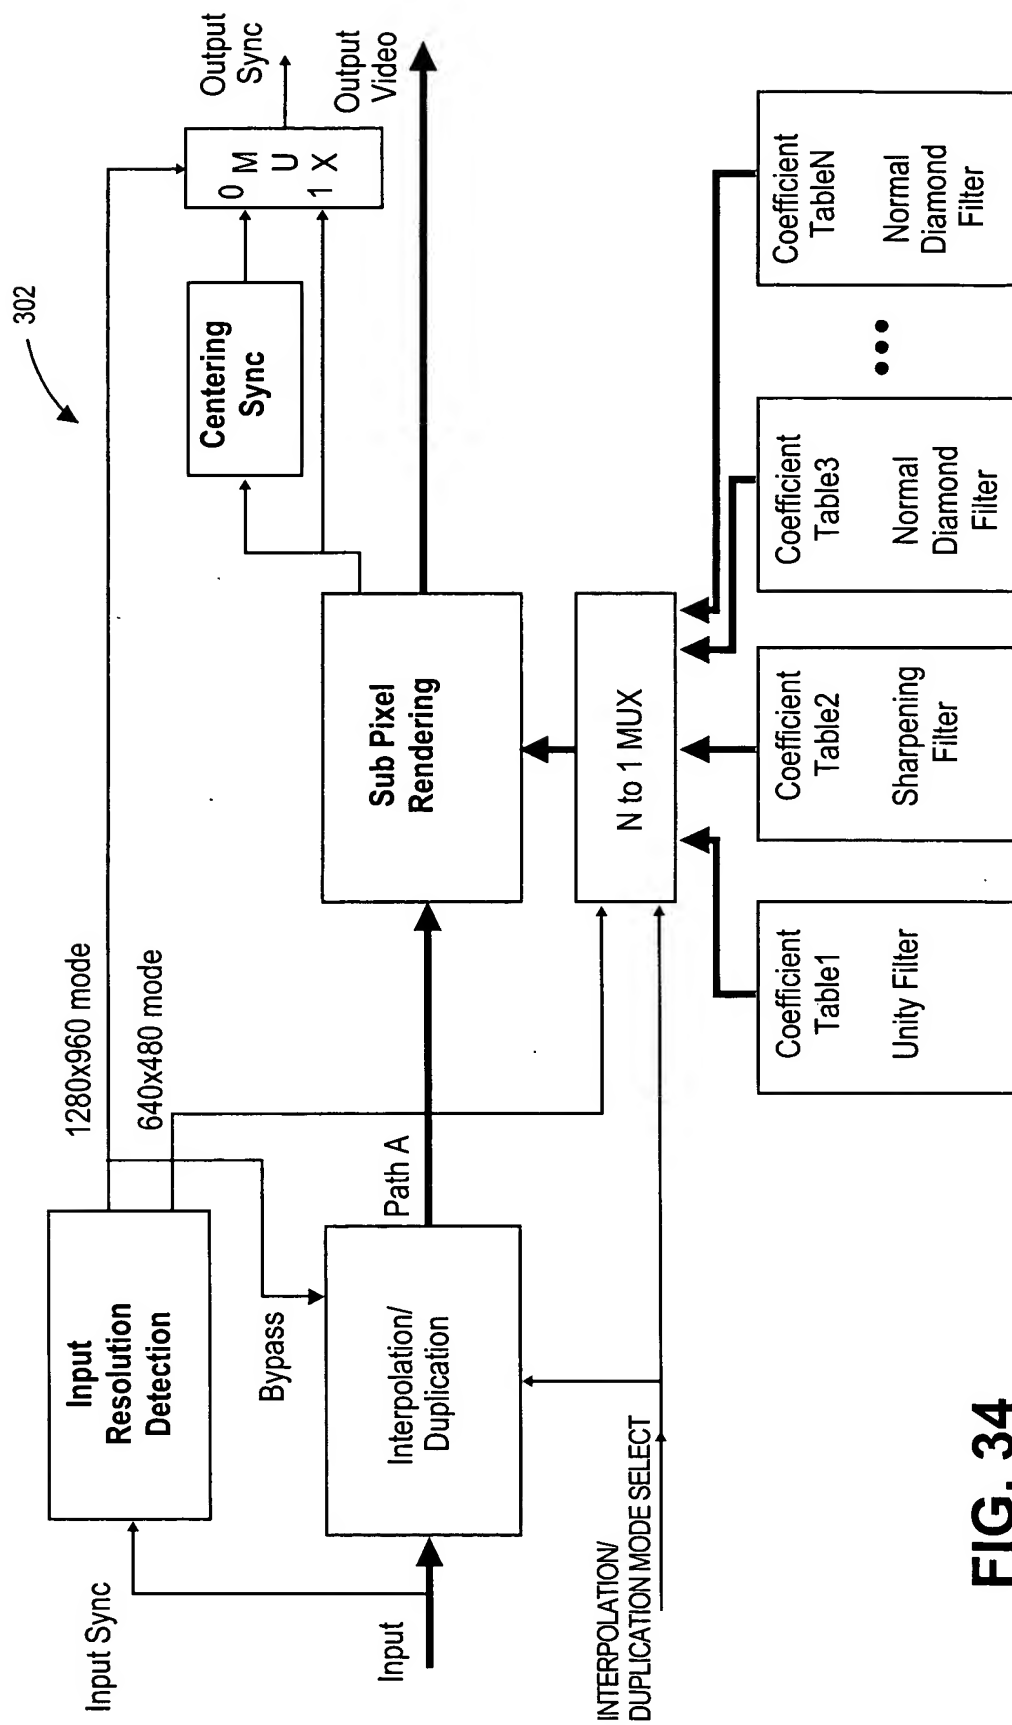 302
Output
Sync
Output
Video
0
M
U
1 X
Centering
Sync
1280x960 mode
640x480 mode
Input
Resolution
Detection
Input Sync
Bypass
Path A
Sub Pixel
Rendering
Interpolation/
Duplication
Input
N to 1 MUX
INTERPOLATION/
DUPLICATION MODE SELECT
Coefficient
Table1
Unity Filter
Coefficient
Table2
Sharpening
Filter
Coefficient
Table3
Normal
Diamond
Filter
•••
Coefficient
TableN
Normal
Diamond
Filter
FIG. 34